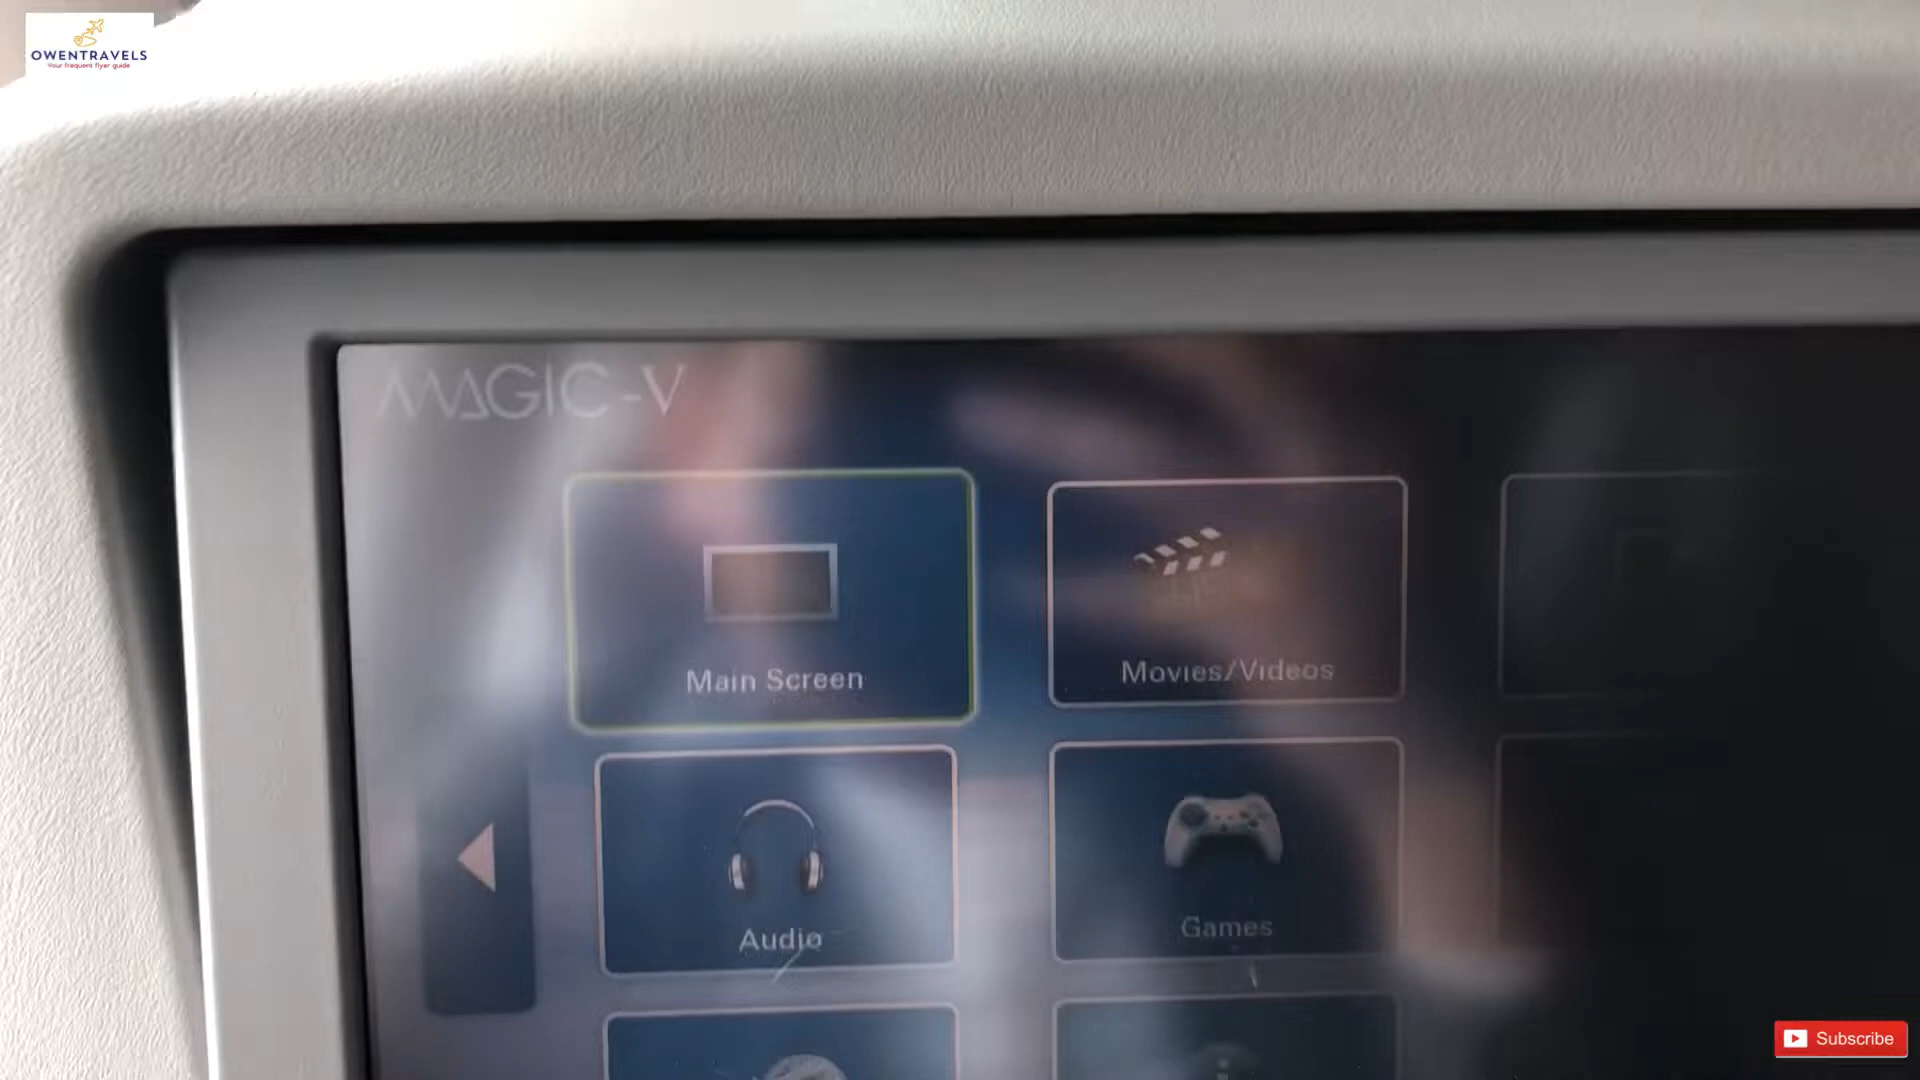 OWENTRAVELS
Your frequent flyer guide
MAGIC-V
Main Screen
Movies/Videos
Audio
Games
Subscribe